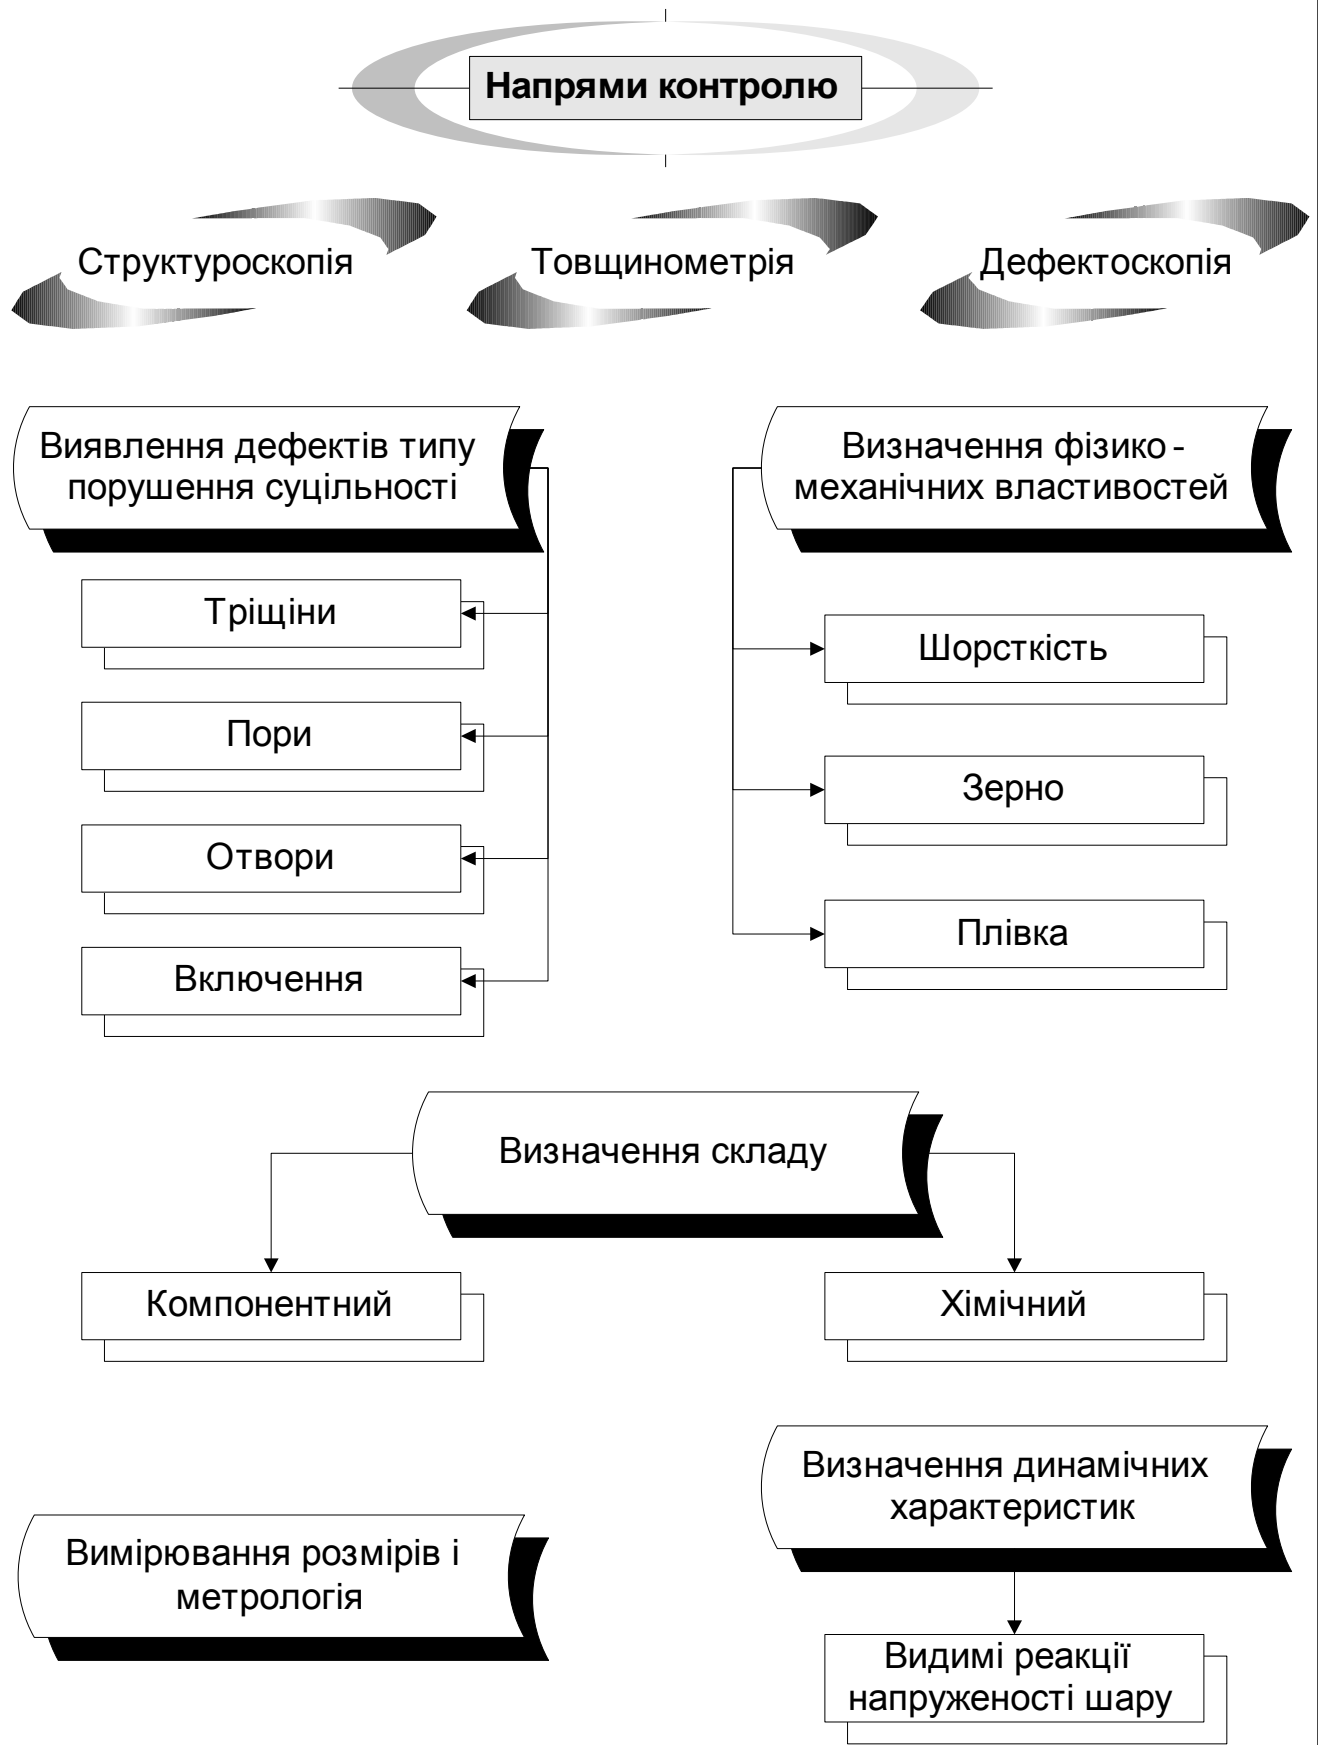 Напрями контролю
Структуроскопія
Товщинометрія
Дефектоскопія
Виявлення дефектів типу
порушення суцільності
Визначення фізико-
механічних властивостей
Тріщіни
Шорсткість
Пори
Зерно
Отвори
Плівка
Включення
Визначення складу
Компонентний
Хімічний
Визначення динамічних
характеристик
Вимірювання розмірів і
метрологія
Видимі реакції
напруженості шару